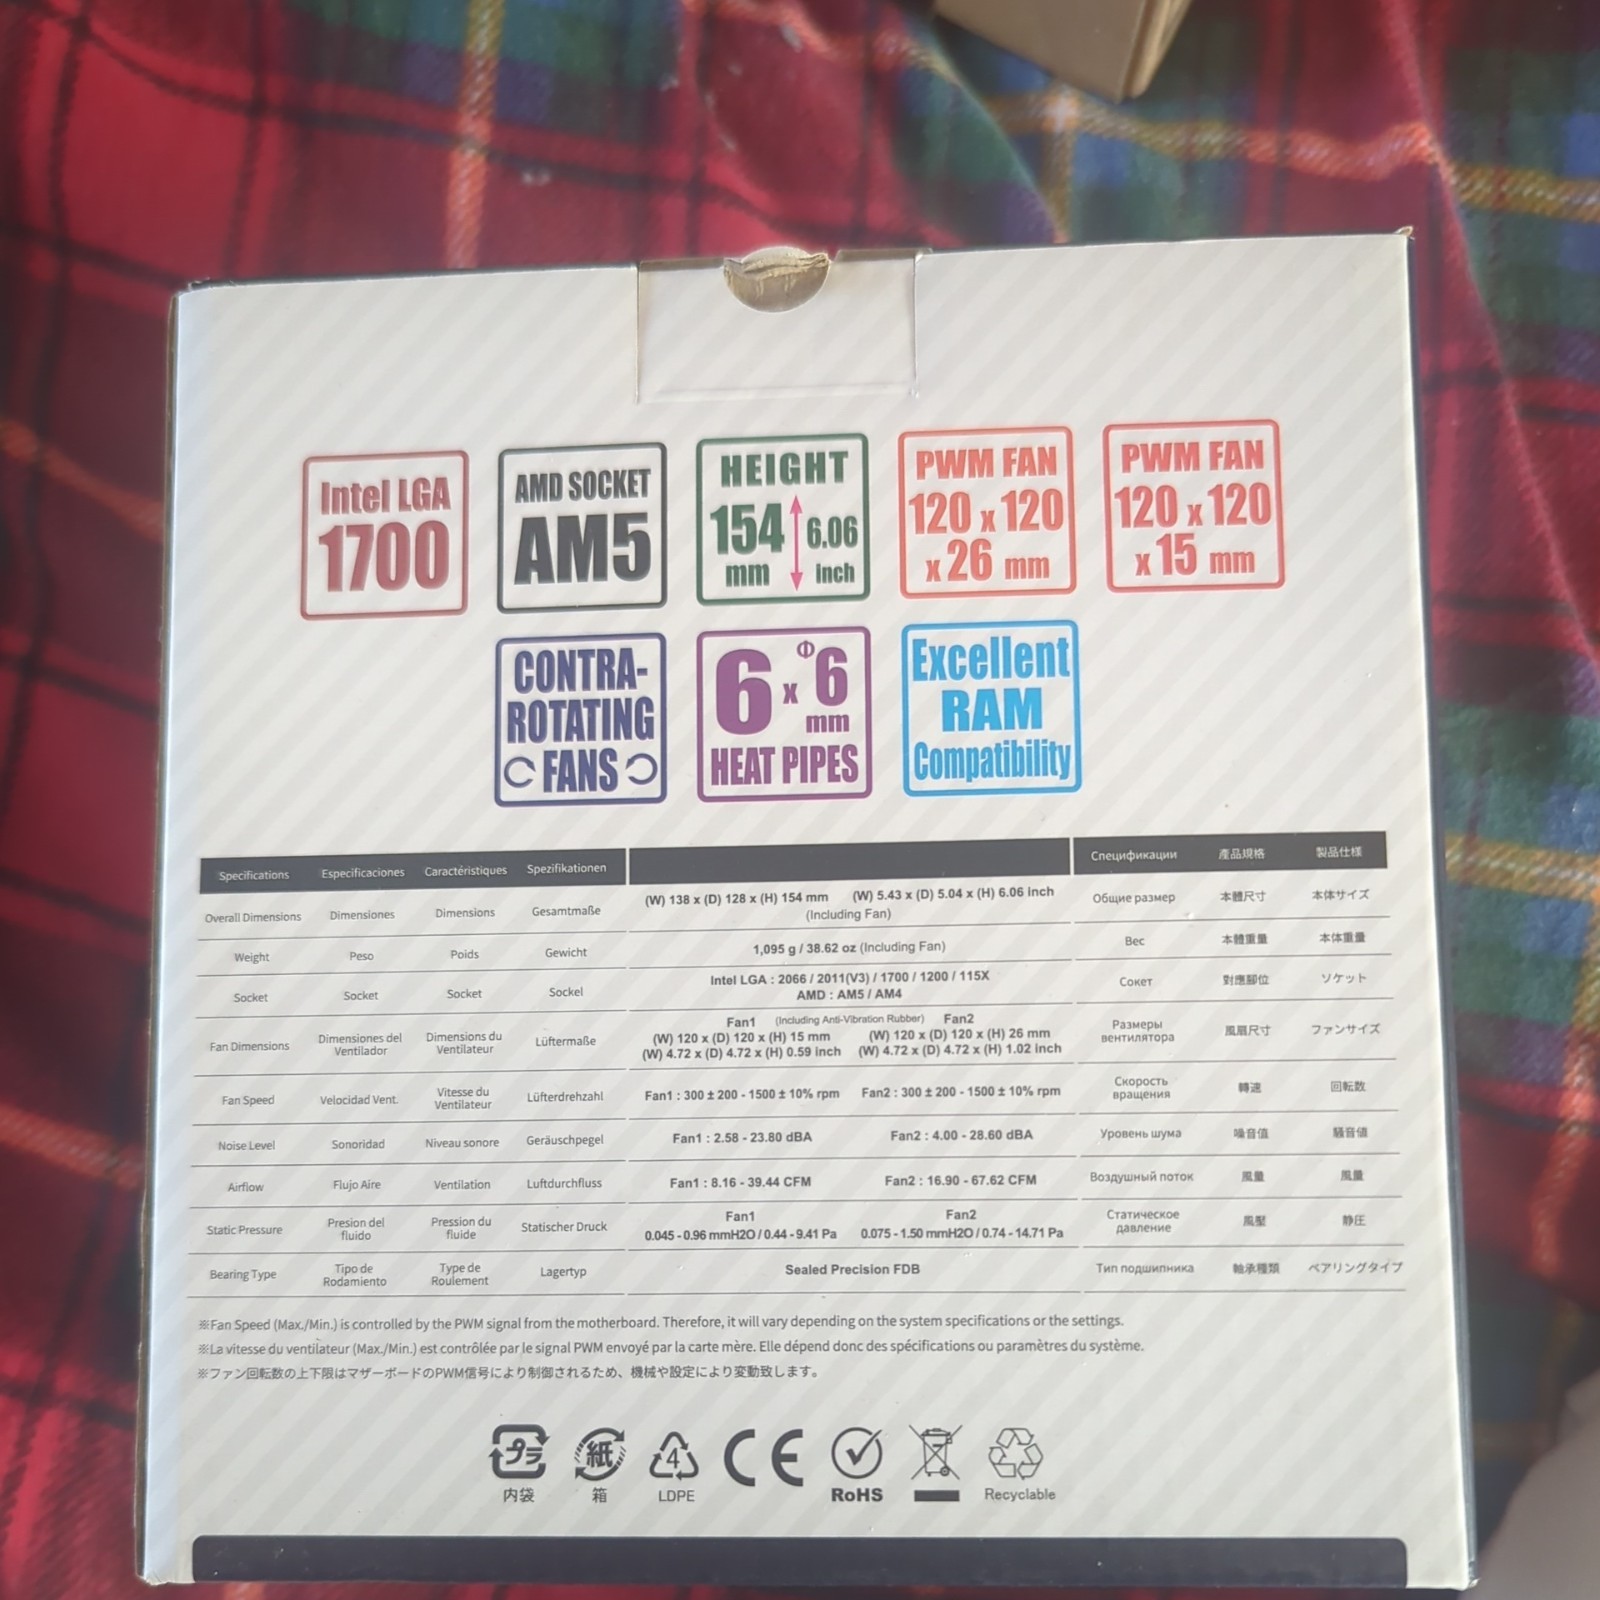 Intel LGA
1700
AMD SOCKET
AM5
HEIGHT
154 6.06
mm inch
PWM FAN
120 x 120
x 26 mm
PWM FAN
120 x 120
x 15 mm
CONTRA-
ROTATING
FANS
6 x Φ6
mm
HEAT PIPES
Excellent
RAM
Compatibility
Specifications Especificaciones Caractéristiques Spezifikationen Спецификации 產品規格 製品仕様
Overall Dimensions Dimensiones Dimensions Gesamtmaße (W) 138 x (D) 128 x (H) 154 mm (W) 5.43 x (D) 5.04 x (H) 6.06 inch Общие размер 本體尺寸 本体サイズ
(Including Fan)
Weight Peso Poids Gewicht 1,095 g / 38.62 oz (Including Fan) Вес 本體重量 本体重量
Socket Socket Socket Sockel Intel LGA : 2066 / 2011(V3) / 1700 / 1200 / 115X Сокет 對應腳位 ソケット
AMD : AM5 / AM4
Fan1 (Including Anti-Vibration Rubber) Fan2
Fan Dimensions Dimensiones del Dimensions du Lüftermaße (W) 120 x (D) 120 x (H) 15 mm (W) 120 x (D) 120 x (H) 26 mm Размеры 風扇尺寸 ファンサイズ
Ventilador Ventilateur (W) 4.72 x (D) 4.72 x (H) 0.59 inch (W) 4.72 x (D) 4.72 x (H) 1.02 inch вентилятора
Fan Speed Velocidad Vent. Vitesse du Lüfterdrehzahl Fan1 : 300 ± 200 - 1500 ± 10% rpm Fan2 : 300 ± 200 - 1500 ± 10% rpm Скорость 轉速 回転数
Ventilateur вращения
Noise Level Sonoridad Niveau sonore Geräuschpegel Fan1 : 2.58 - 23.80 dBA Fan2 : 4.00 - 28.60 dBA Уровень шума 噪音值 騒音値
Airflow Flujo Aire Ventilation Luftdurchfluss Fan1 : 8.16 - 39.44 CFM Fan2 : 16.90 - 67.62 CFM Воздушный поток 風量 風量
Static Pressure Presion del Pression du Statischer Druck Fan1 Fan2 Статическое 風壓 静圧
fluido fluide 0.045 - 0.96 mmH2O / 0.44 - 9.41 Pa 0.075 - 1.50 mmH2O / 0.74 - 14.71 Pa давление
Bearing Type Tipo de Type de Lagertyp Sealed Precision FDB Тип подшипника 軸承種類 ベアリングタイプ
Rodamiento Roulement
※Fan Speed (Max./Min.) is controlled by the PWM signal from the motherboard. Therefore, it will vary depending on the system specifications or the settings.
※La vitesse du ventilateur (Max./Min.) est contrôlée par le signal PWM envoyé par la carte mère. Elle dépend donc des spécifications ou paramètres du système.
※ファン回転数の上下限はマザーボードのPWM信号により制御されるため、機械や設定により変動致します。
プラ 紙 4 CE
内袋 箱 LDPE RoHS Recyclable